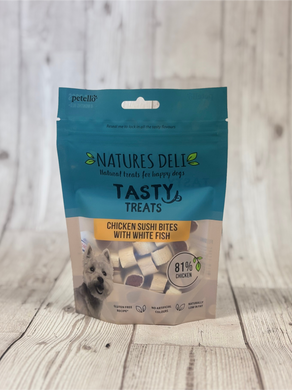 petello
NATURES DELI
Natural treats for happy dogs
TASTY
TREATS
CHICKEN SUSHI BITES
WITH WHITE FISH
81%
CHICKEN